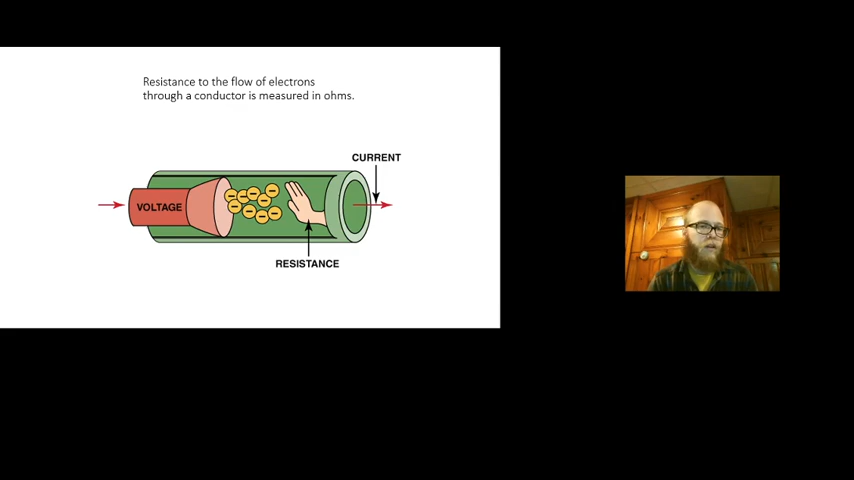 Resistance to the flow of electrons
through a conductor is measured in ohms.
CURRENT
VOLTAGE
RESISTANCE